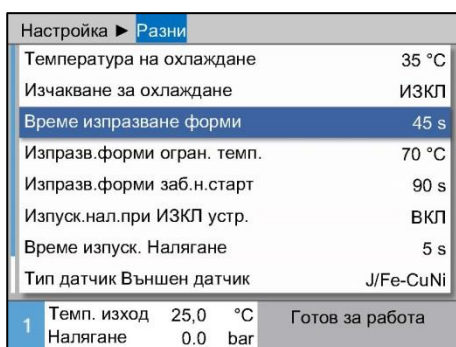 Настройка ► Разни
Температура на охлаждане 35 °C
Изчакване за охлаждане ИЗКЛ
Време изпразване форми 45 s
Изпразв.форми огран. темп. 70 °C
Изпразв.форми заб.н.старт 90 s
Изпуск.нал.при ИЗКЛ устр. ВКЛ
Време изпуск. Налягане 5 s
Тип датчик Външен датчик J/Fe-CuNi
1 Темп. изход 25,0 °C Готов за работа
Налягане 0.0 bar